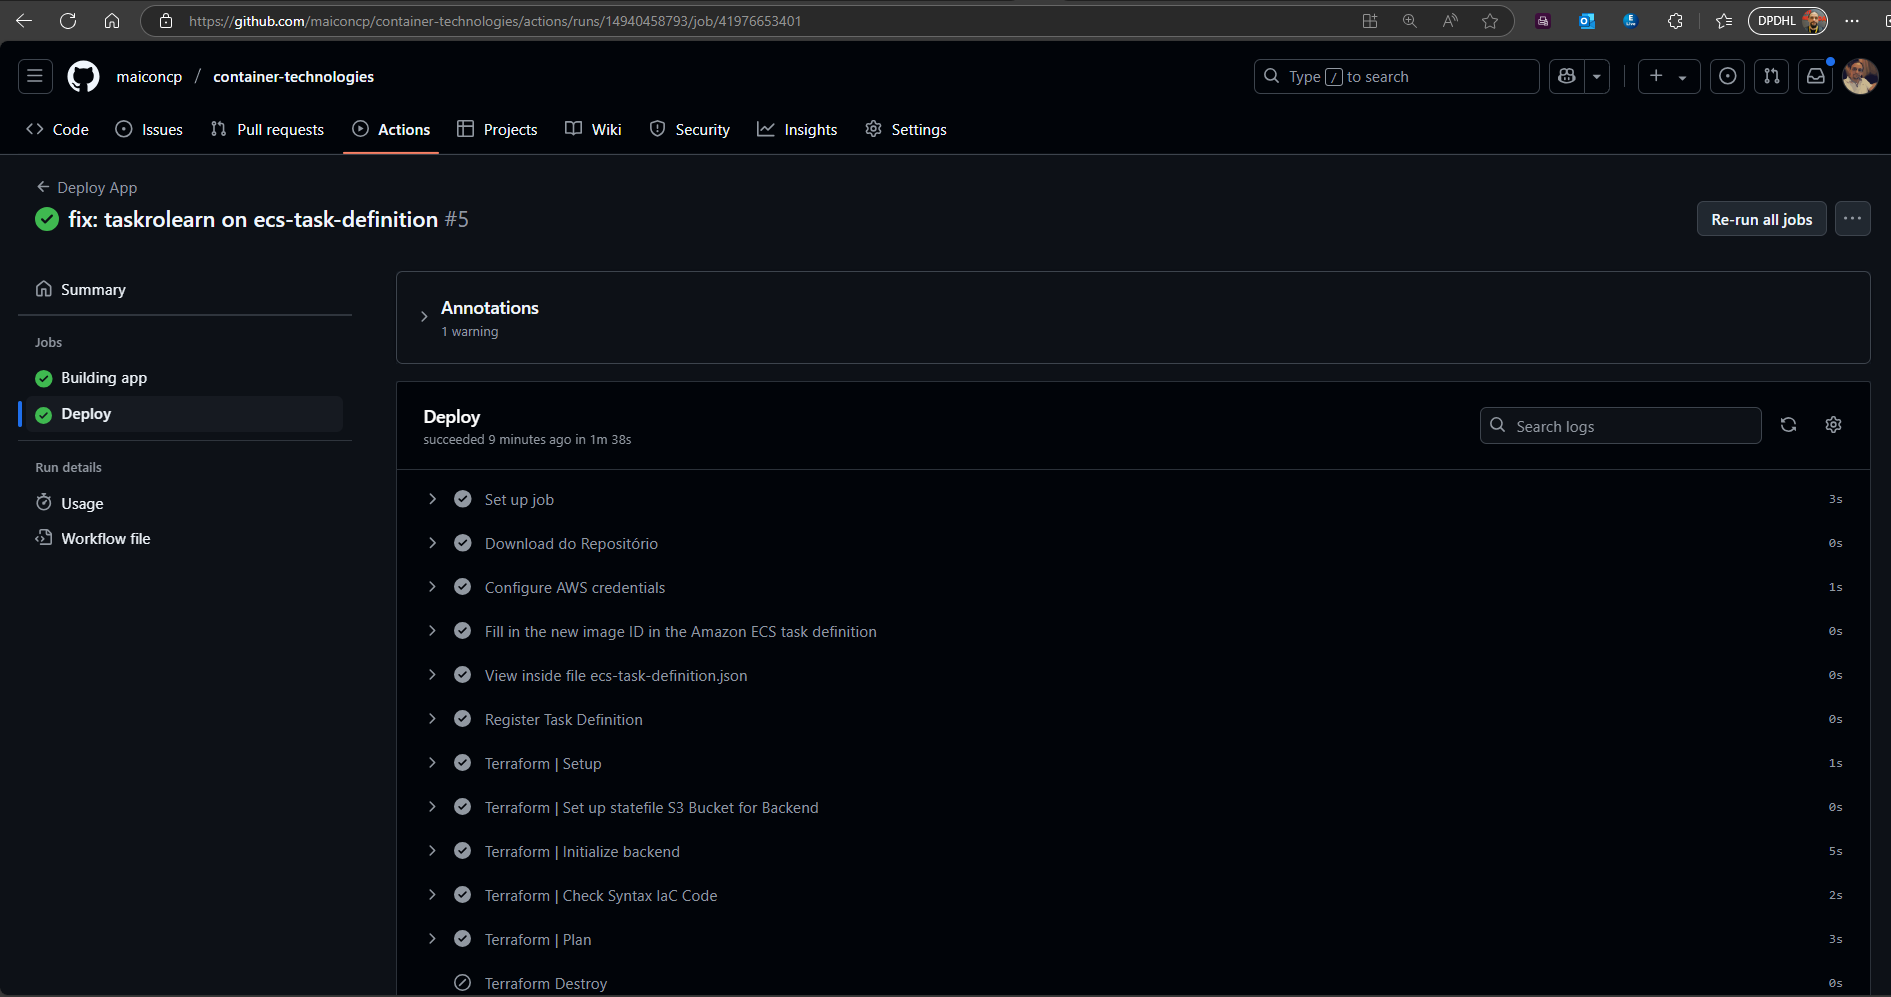 https://github.com/maiconcp/container-technologies/actions/runs/14940458793/job/41976653401
DPDHL
maiconcp / container-technologies
Type / to search
Code
Issues
Pull requests
Actions
Projects
Wiki
Security
Insights
Settings
Deploy App
fix: taskrolearn on ecs-task-definition #5
Re-run all jobs
Summary
Jobs
Building app
Deploy
Run details
Usage
Workflow file
Annotations
1 warning
Deploy
succeeded 9 minutes ago in 1m 38s
Search logs
Set up job 3s
Download do Repositório 0s
Configure AWS credentials 1s
Fill in the new image ID in the Amazon ECS task definition 0s
View inside file ecs-task-definition.json 0s
Register Task Definition 0s
Terraform | Setup 1s
Terraform | Set up statefile S3 Bucket for Backend 0s
Terraform | Initialize backend 5s
Terraform | Check Syntax IaC Code 2s
Terraform | Plan 3s
Terraform Destroy 0s